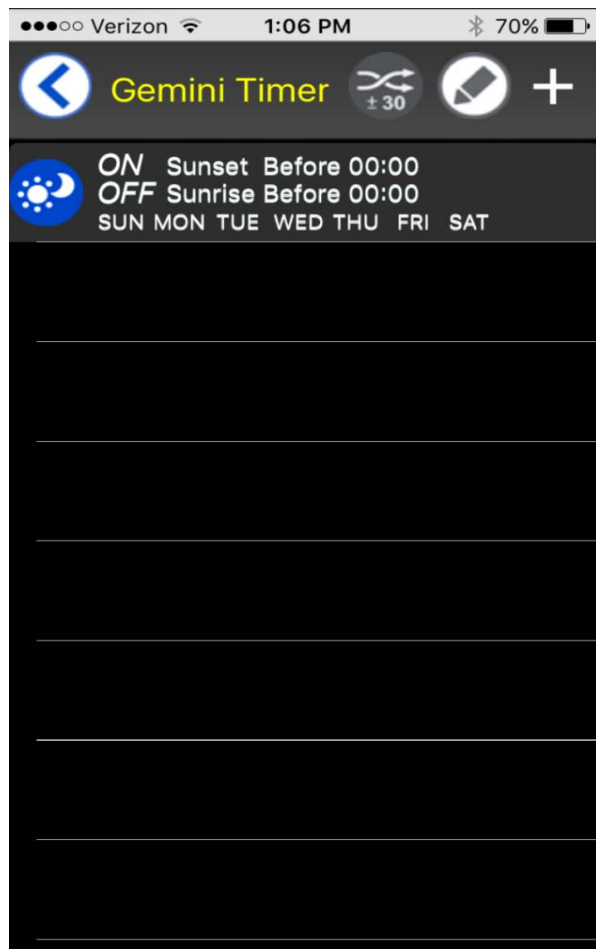 Verizon 1:06 PM 70%
Gemini Timer ± 30 +
ON Sunset Before 00:00
OFF Sunrise Before 00:00
SUN MON TUE WED THU FRI SAT